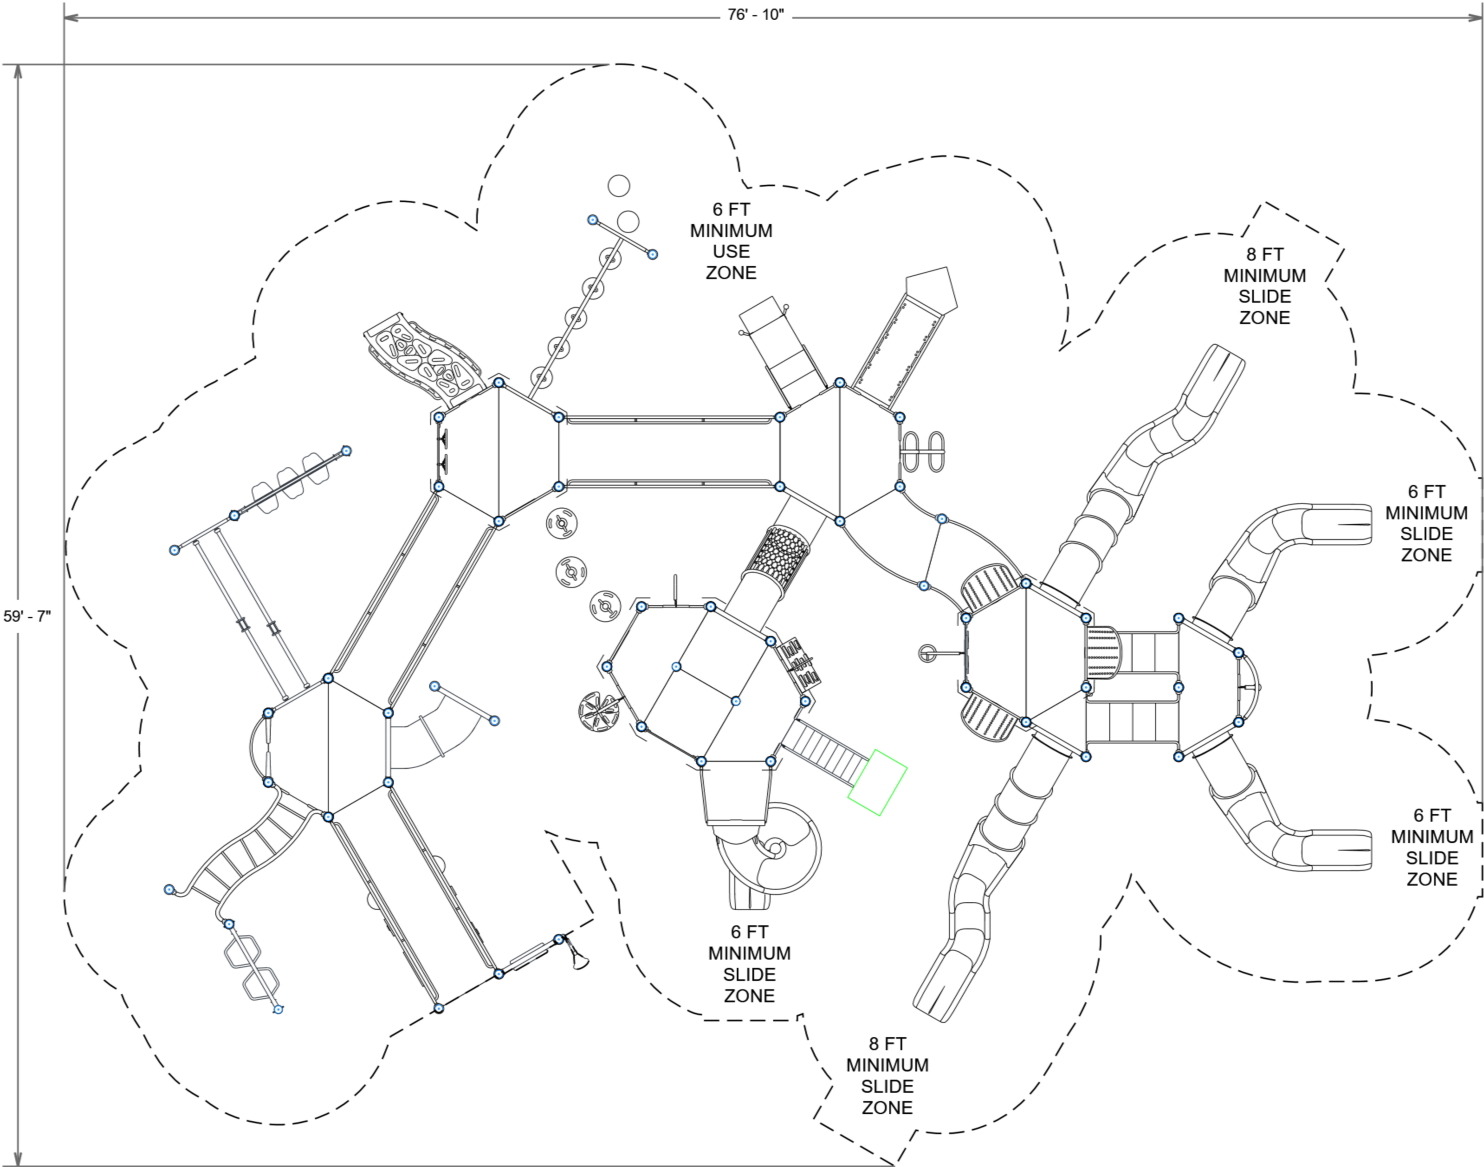 76' - 10"
6 FT
MINIMUM
USE
ZONE
8 FT
MINIMUM
SLIDE
ZONE
6 FT
MINIMUM
SLIDE
ZONE
59' - 7"
6 FT
MINIMUM
SLIDE
ZONE
6 FT
MINIMUM
SLIDE
ZONE
8 FT
MINIMUM
SLIDE
ZONE